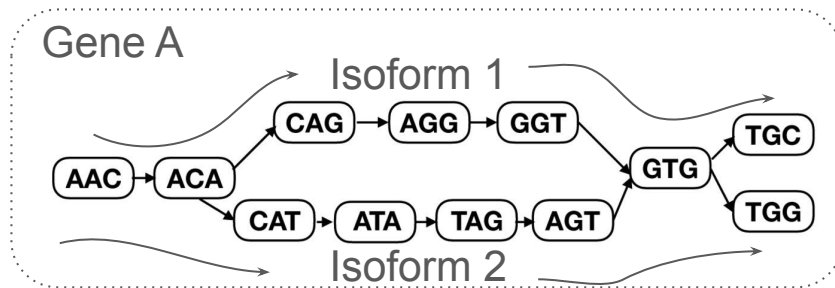 Gene A
Isoform 1
CAG AGG GGT
TGC
AAC ACA
GTG
CAT ATA TAG AGT
TGG
Isoform 2